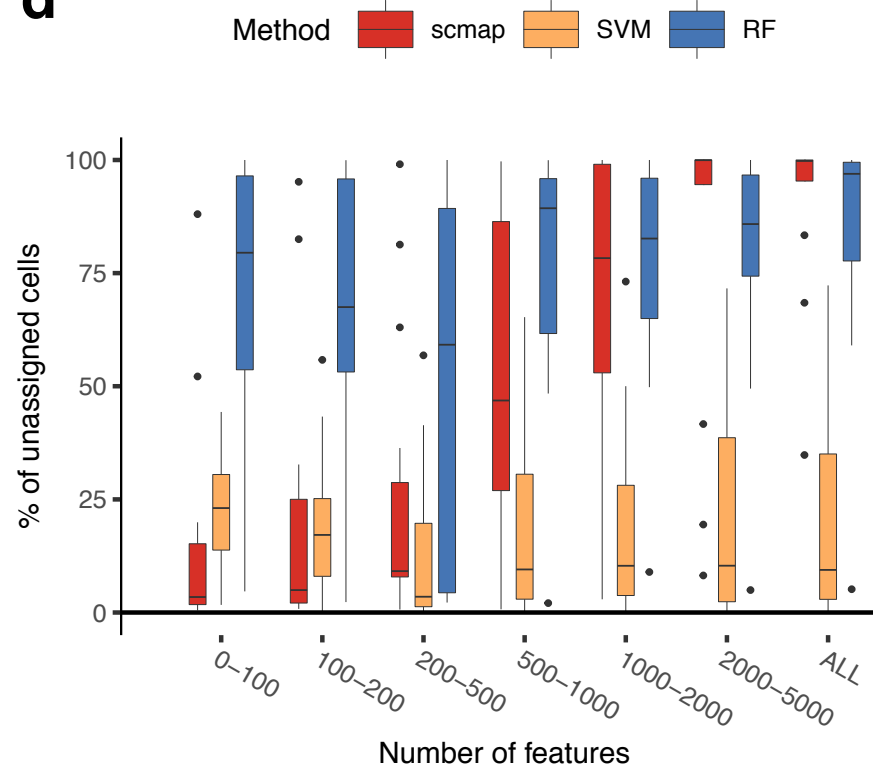 d
Method scmap SVM RF
100
75
50
25
0
% of unassigned cells
0−100 100−200 200−500 500−1000 1000−2000 2000−5000 ALL
Number of features